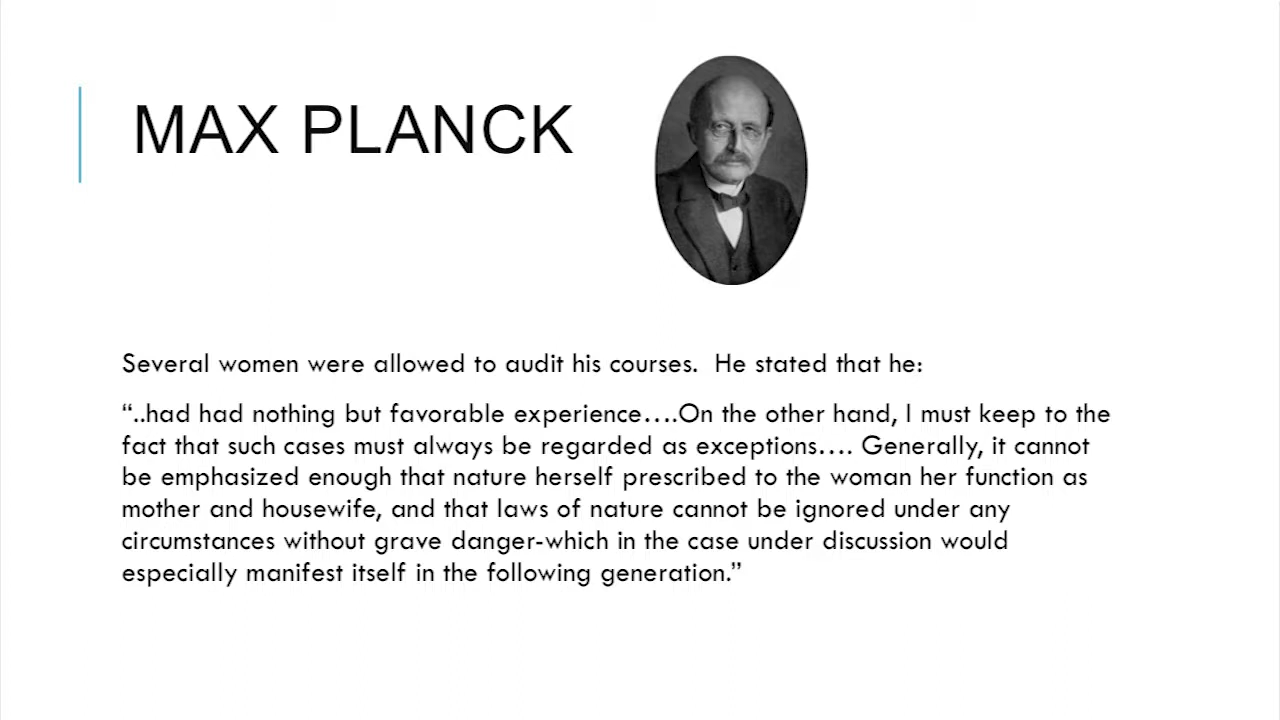 MAX PLANCK
Several women were allowed to audit his courses.  He stated that he:
“..had had nothing but favorable experience….On the other hand, I must keep to the
fact that such cases must always be regarded as exceptions…. Generally, it cannot
be emphasized enough that nature herself prescribed to the woman her function as
mother and housewife, and that laws of nature cannot be ignored under any
circumstances without grave danger-which in the case under discussion would
especially manifest itself in the following generation.”